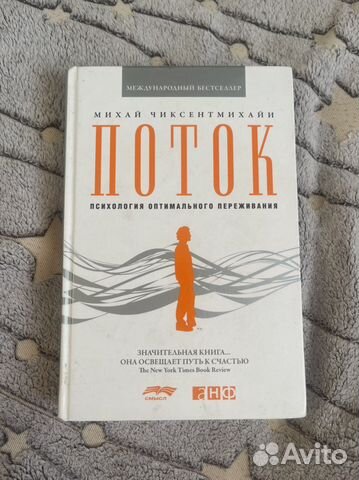 МЕЖДУНАРОДНЫЙ БЕСТСЕЛЛЕР
МИХАЙ ЧИКСЕНТМИХАЙИ
ПОТОК
ПСИХОЛОГИЯ ОПТИМАЛЬНОГО ПЕРЕЖИВАНИЯ
ЗНАЧИТЕЛЬНАЯ КНИГА...
ОНА ОСВЕЩАЕТ ПУТЬ К СЧАСТЬЮ
The New York Times Book Review
СМЫСЛ
АНФ
Avito